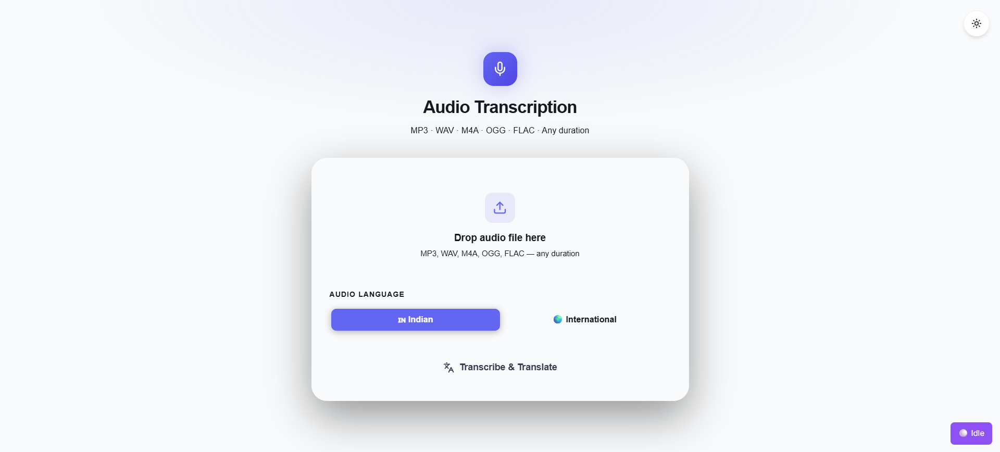 Audio Transcription
MP3 · WAV · M4A · OGG · FLAC · Any duration
Drop audio file here
MP3, WAV, M4A, OGG, FLAC — any duration
AUDIO LANGUAGE
IN Indian
International
Transcribe & Translate
Idle